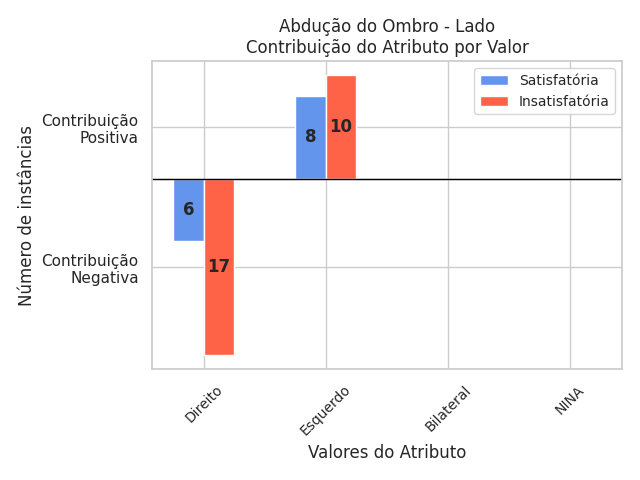 Abdução do Ombro - Lado
Contribuição do Atributo por Valor
Satisfatória
Insatisfatória
Número de instâncias
Contribuição
Positiva
Contribuição
Negativa
6
17
8
10
Direito
Esquerdo
Bilateral
NINA
Valores do Atributo